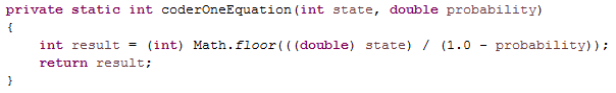 private static int coderOneEquation(int state, double probability)
{
    int result = (int) Math.floor(((double) state) / (1.0 - probability));
    return result;
}